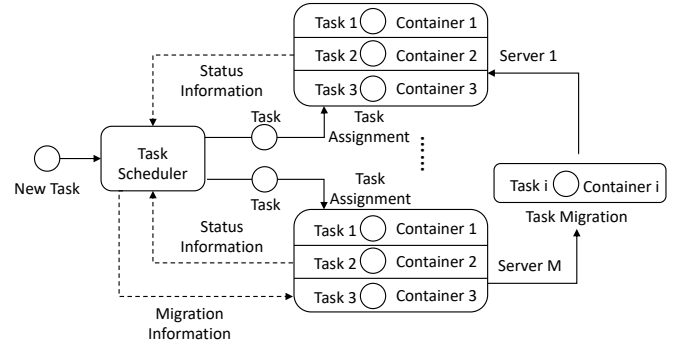 Task 1 Container 1
Task 2 Container 2
Task 3 Container 3
Server 1
Status
Information
Task
Task
Assignment
Task
Scheduler
New Task
Task
Task
Assignment
Task i Container i
Task Migration
Status
Information
Task 1 Container 1
Task 2 Container 2
Task 3 Container 3
Server M
Migration
Information